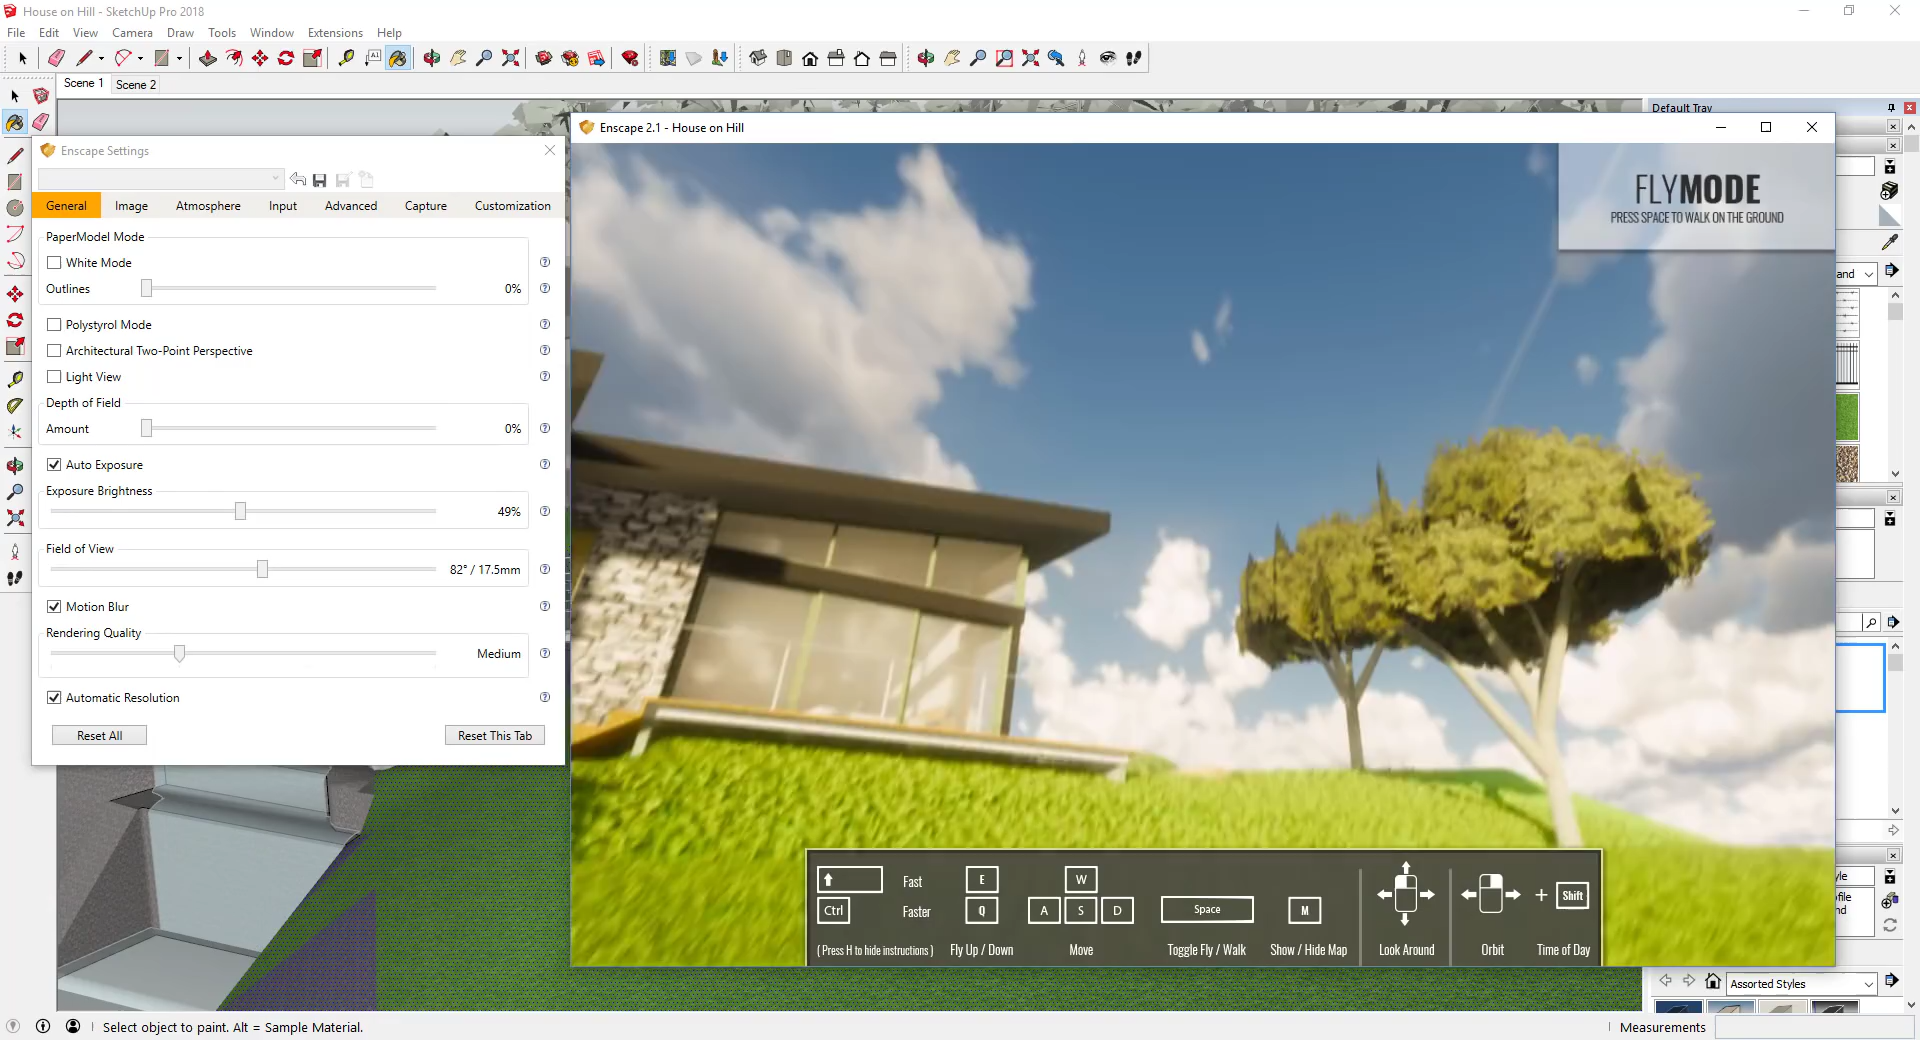 House on Hill - SketchUp Pro 2018
File Edit View Camera Draw Tools Window Extensions Help
Scene 1 Scene 2
Default Tray
Enscape Settings
General Image Atmosphere Input Advanced Capture Customization
PaperModel Mode
White Mode
Outlines 0%
Polystyrol Mode
Architectural Two-Point Perspective
Light View
Depth of Field
Amount 0%
Auto Exposure
Exposure Brightness
49%
Field of View
82° / 17.5mm
Motion Blur
Rendering Quality
Medium
Automatic Resolution
Reset All Reset This Tab
Enscape 2.1 - House on Hill
FLYMODE
PRESS SPACE TO WALK ON THE GROUND
Fast E W
Ctrl Faster Q A S D Space M Shift
( Press H to hide instructions ) Fly Up / Down Move Toggle Fly / Walk Show / Hide Map Look Around Orbit Time of Day
and
yle
ofile
nd
Assorted Styles
Select object to paint. Alt = Sample Material.
Measurements